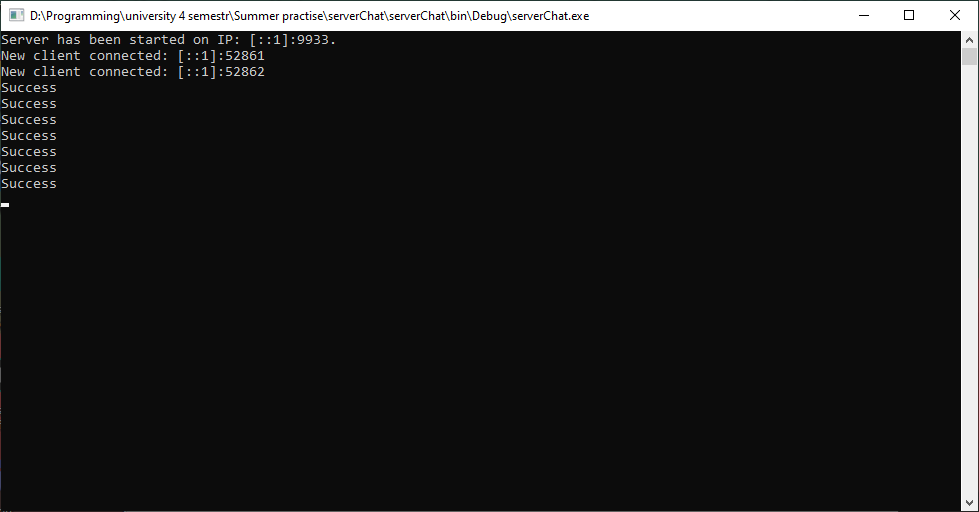 D:\Programming\university 4 semestr\Summer practise\serverChat\serverChat\bin\Debug\serverChat.exe
Server has been started on IP: [::1]:9933.
New client connected: [::1]:52861
New client connected: [::1]:52862
Success
Success
Success
Success
Success
Success
Success